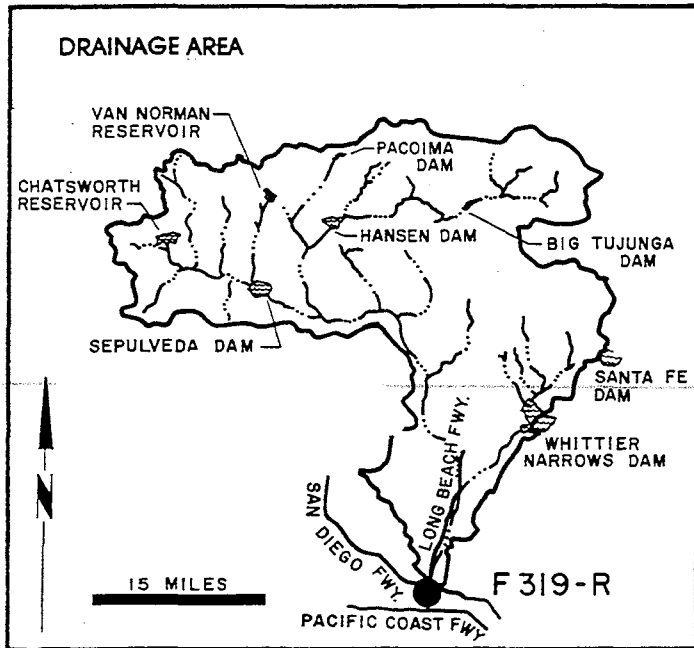 DRAINAGE AREA
VAN NORMAN
RESERVOIR
PACOIMA
DAM
CHATSWORTH
RESERVOIR
HANSEN DAM
BIG TUJUNGA
DAM
SEPULVEDA DAM
SANTA FE
DAM
WHITTIER
NARROWS DAM
LONG BEACH FWY.
SAN DIEGO FWY.
N
15 MILES
F 319-R
PACIFIC COAST FWY